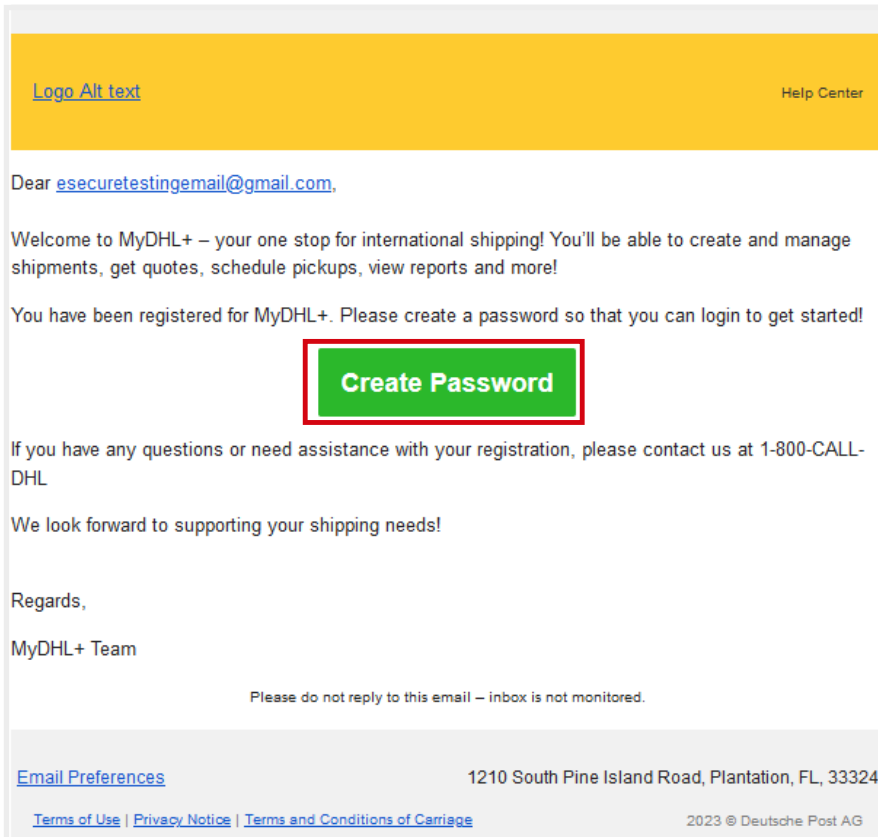 Logo Alt text
Help Center
Dear esecuretestingemail@gmail.com,
Welcome to MyDHL+ – your one stop for international shipping! You’ll be able to create and manage
shipments, get quotes, schedule pickups, view reports and more!
You have been registered for MyDHL+. Please create a password so that you can login to get started!
Create Password
If you have any questions or need assistance with your registration, please contact us at 1-800-CALL-
DHL
We look forward to supporting your shipping needs!
Regards,
MyDHL+ Team
Please do not reply to this email – inbox is not monitored.
Email Preferences
1210 South Pine Island Road, Plantation, FL, 33324
Terms of Use | Privacy Notice | Terms and Conditions of Carriage
2023 © Deutsche Post AG